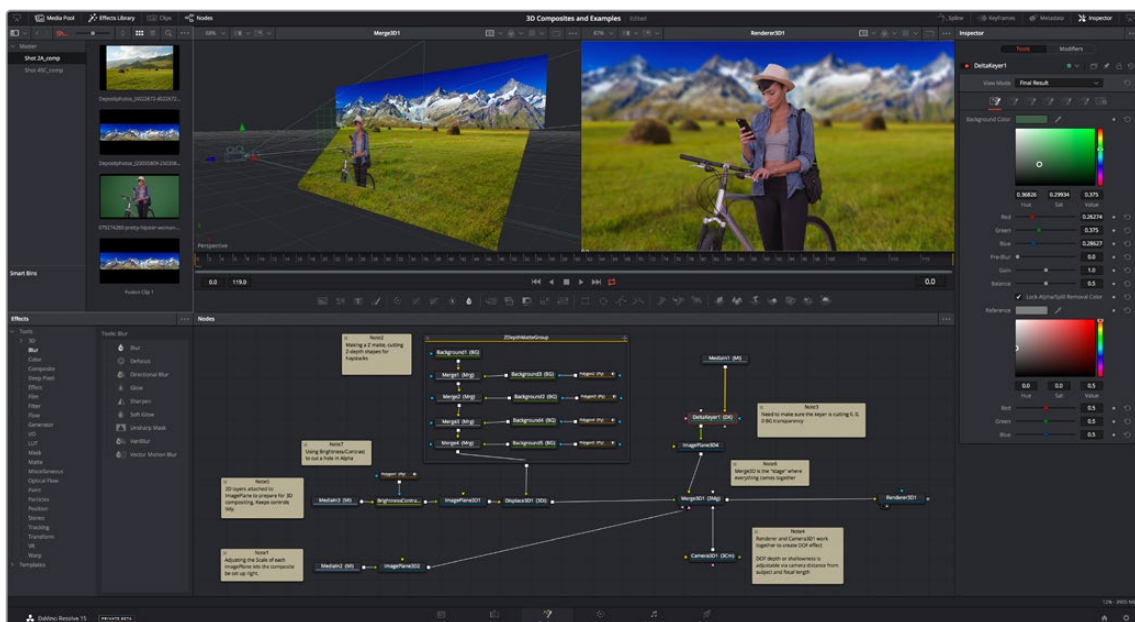 Media Pool
Effects Library
Clips
Nodes
3D Composites and Examples
Edited
Spline
Keyframes
Metadata
Inspector
Sh...
68%
Merge3D1
87%
Renderer3D1
Inspector
Master
Shot 2A_comp
Shot 45C_comp
Fusion Clip 1
Smart Bins
Perspective
0.0
119.0
0.0
Tools
Modifiers
DeltaKeyer1
View Mode
Final Result
Background Color
0.36826
0.29934
0.375
Hue
Sat
Value
Red
0.26274
Green
0.375
Blue
0.28627
Pre-Blur
0.0
Gain
1.0
Balance
0.5
Lock Alpha/Spill Removal Color
Reference
0.0
0.0
0.5
Hue
Sat
Value
Red
0.5
Green
0.5
Blue
0.5
Effects
Tools
3D
Blur
Color
Composite
Deep Pixel
Effect
Film
Filter
Flow
Generator
I/O
LUT
Mask
Matte
Miscellaneous
Optical Flow
Paint
Particles
Position
Stereo
Tracking
Transform
VR
Warp
Templates
Tools: Blur
Blur
Defocus
Directional Blur
Glow
Sharpen
Soft Glow
Unsharp Mask
VariBlur
Vector Motion Blur
Nodes
Note2
Making a Z matte, cutting
Z-depth shapes for
haystacks
ZDepthMatteGroup
Background1 (BG)
Merge1 (Mrg)
Background3 (BG)
Merge2 (Mrg)
Background2 (BG)
Merge3 (Mrg)
Background4 (BG)
Merge4 (Mrg)
Background5 (BG)
MediaIn1 (MI)
DeltaKeyer1 (DK)
ImagePlane3D4
Note3
Need to make sure the keyer is cutting 0, 0,
0 BG transparency
Note7
Using Brightness/Contrast
to cut a hole in Alpha
2D layers attached to
ImagePlane to prepare for 3D
compositing. Keeps controls
tidy.
MediaIn3 (MI)
BrightnessContra...
ImagePlane3D1
Displace3D1 (3Di)
Merge3D is the "stage" where
everything comes together
Merge3D1 (3Mg)
Renderer3D1
Note1
Adjusting the Scale of each
ImagePlane lets the composite
be set up right.
MediaIn2 (MI)
ImagePlane3D2
Camera3D1 (3Cm)
Note4
Renderer and Camera3D1 work
together to create DOF effect
DOF depth or shallowness is
adjustable via camera distance from
subject and focal length
DaVinci Resolve 15
PRIVATE BETA